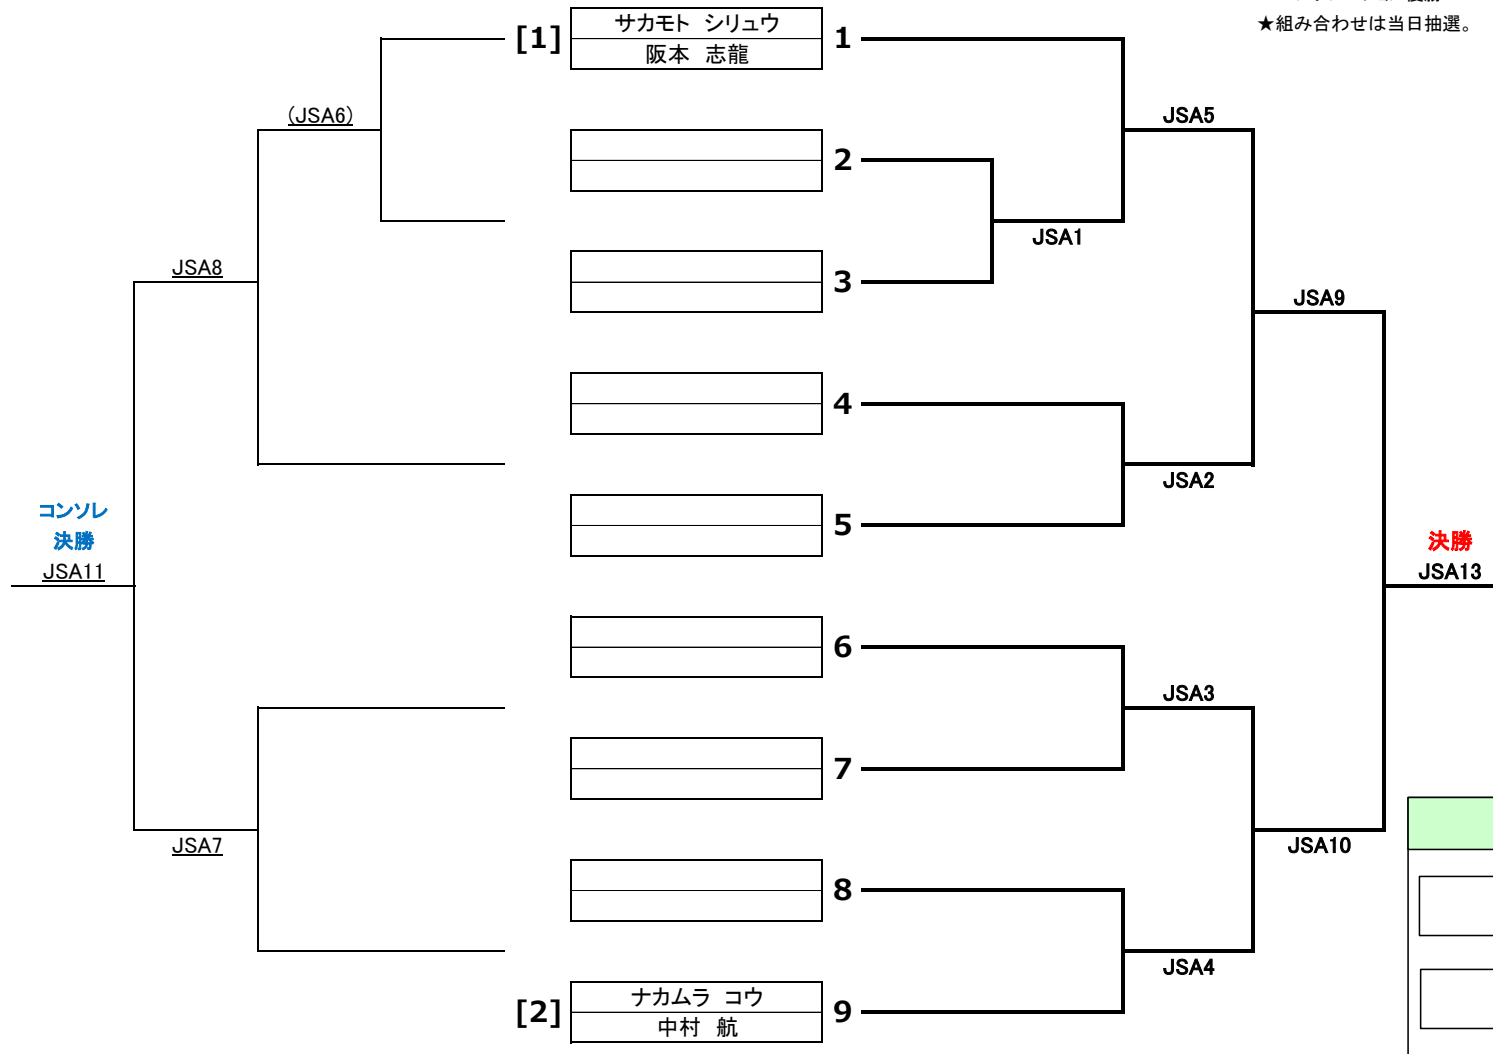 ★組み合わせは当日抽選。
[1]
サカモト シリュウ
阪本 志龍
1
(JSA6)
JSA5
2
JSA1
3
JSA8
JSA9
4
JSA2
5
コンソレ
決勝
JSA11
決勝
JSA13
6
JSA3
7
JSA7
JSA10
8
JSA4
[2]
ナカムラ コウ
中村 航
9